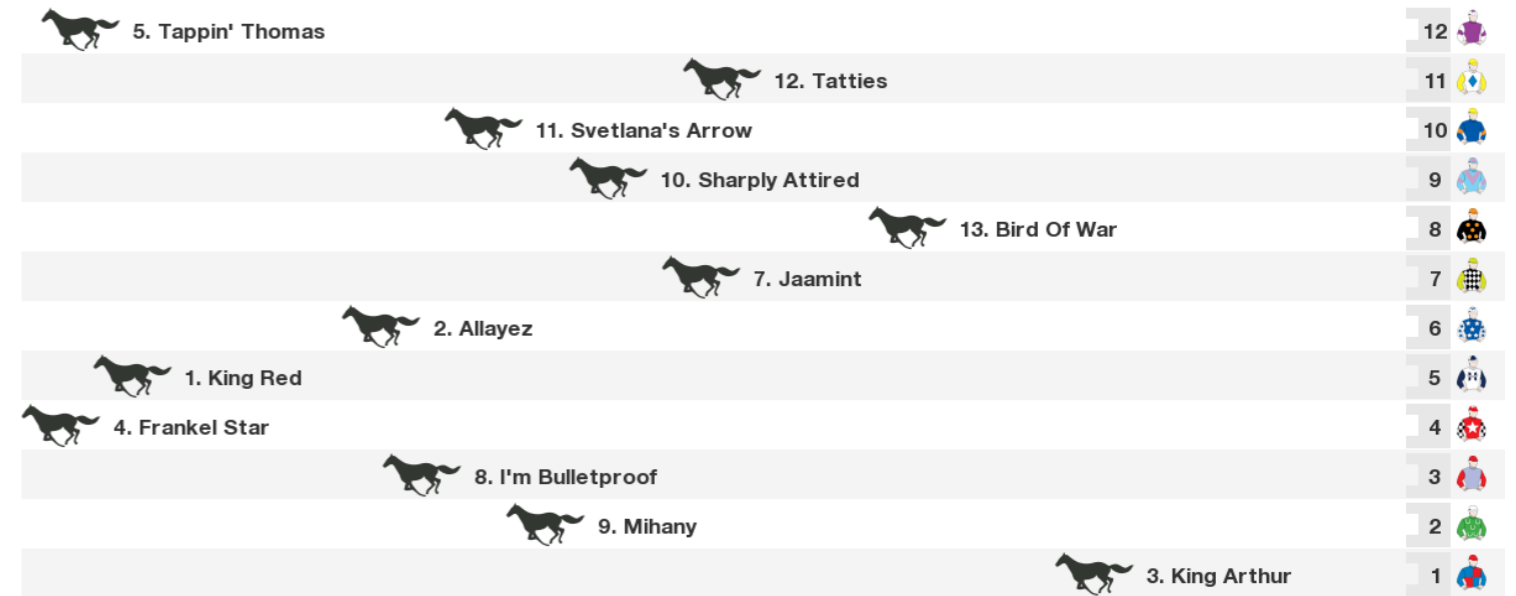 5. Tappin' Thomas 12
12. Tatties 11
11. Svetlana's Arrow 10
10. Sharply Attired 9
13. Bird Of War 8
7. Jaamint 7
2. Allayez 6
1. King Red 5
4. Frankel Star 4
8. I'm Bulletproof 3
9. Mihany 2
3. King Arthur 1